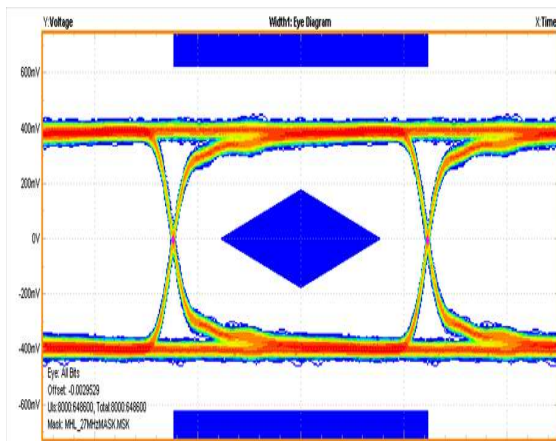 Y:Voltage Width1: Eye Diagram X:Time
600mV
400mV
200mV
0V
-200mV
-400mV
-600mV
Eye: All Bits
Offset: -0.0029529
UIs:8000:648600, Total:8000:648600
Mask: MHL_27MHzMASK.MSK